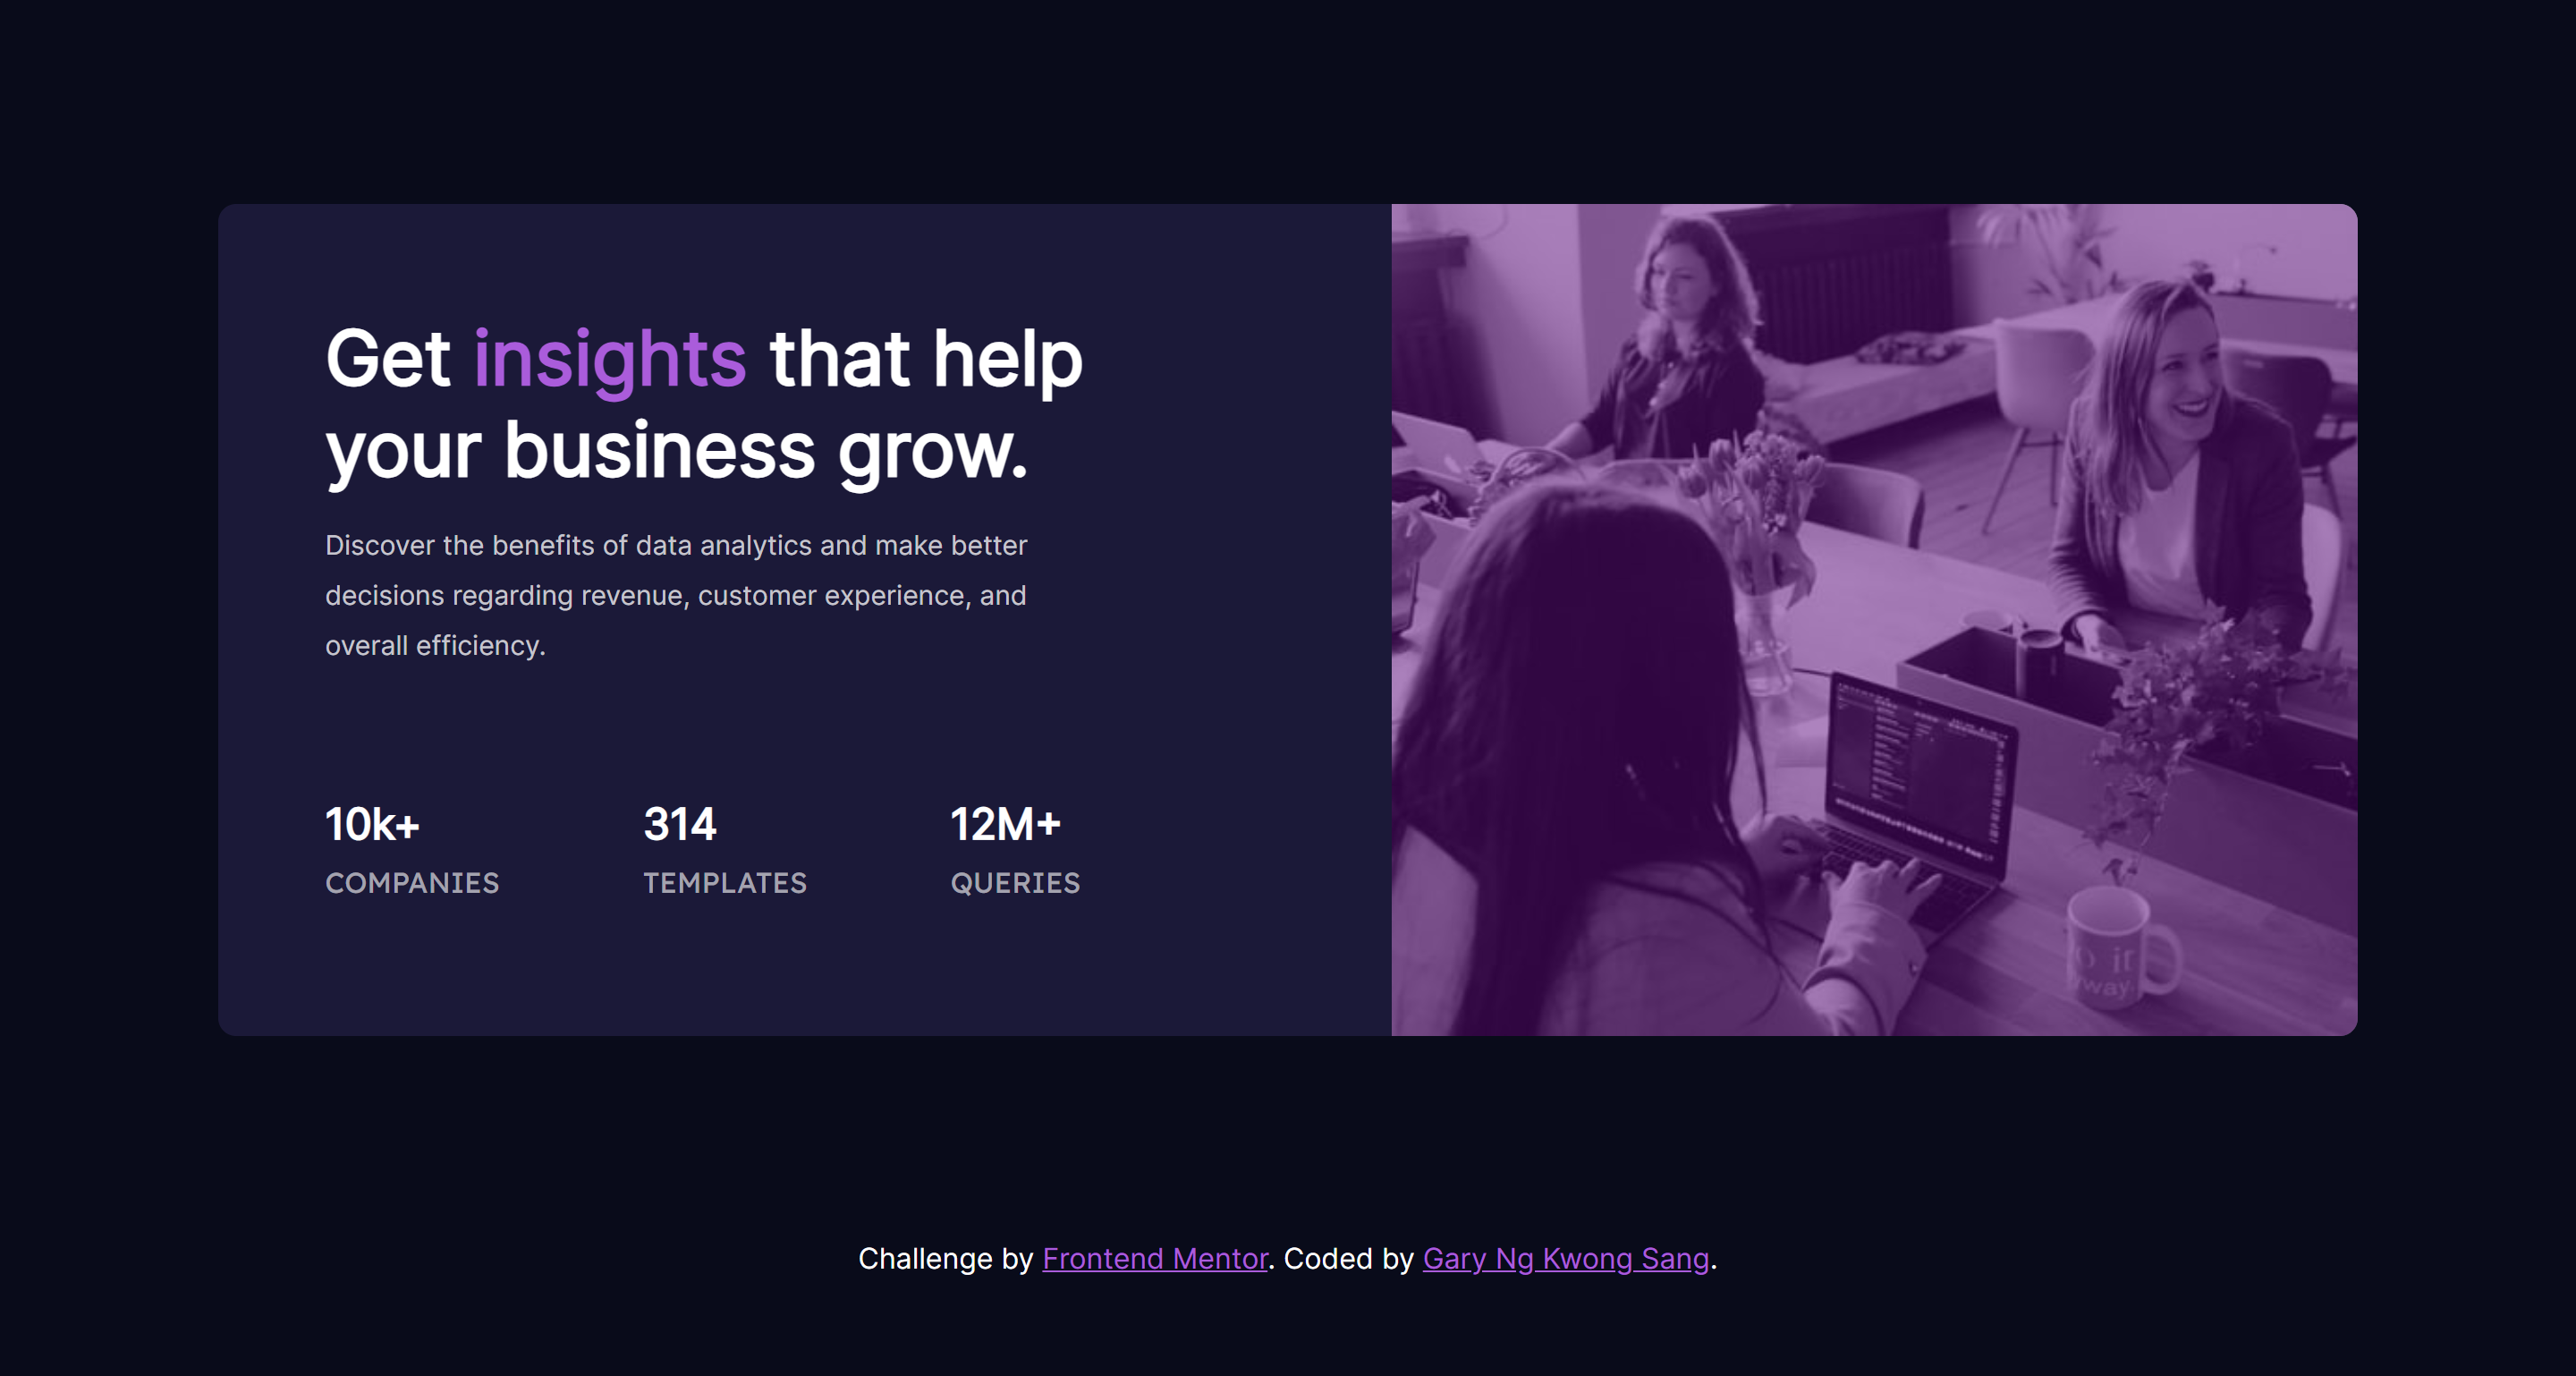 Get insights that help
your business grow.
Discover the benefits of data analytics and make better
decisions regarding revenue, customer experience, and
overall efficiency.
10k+
314
12M+
COMPANIES
TEMPLATES
QUERIES
way.
Challenge by Frontend Mentor. Coded by Gary Ng Kwong Sang.